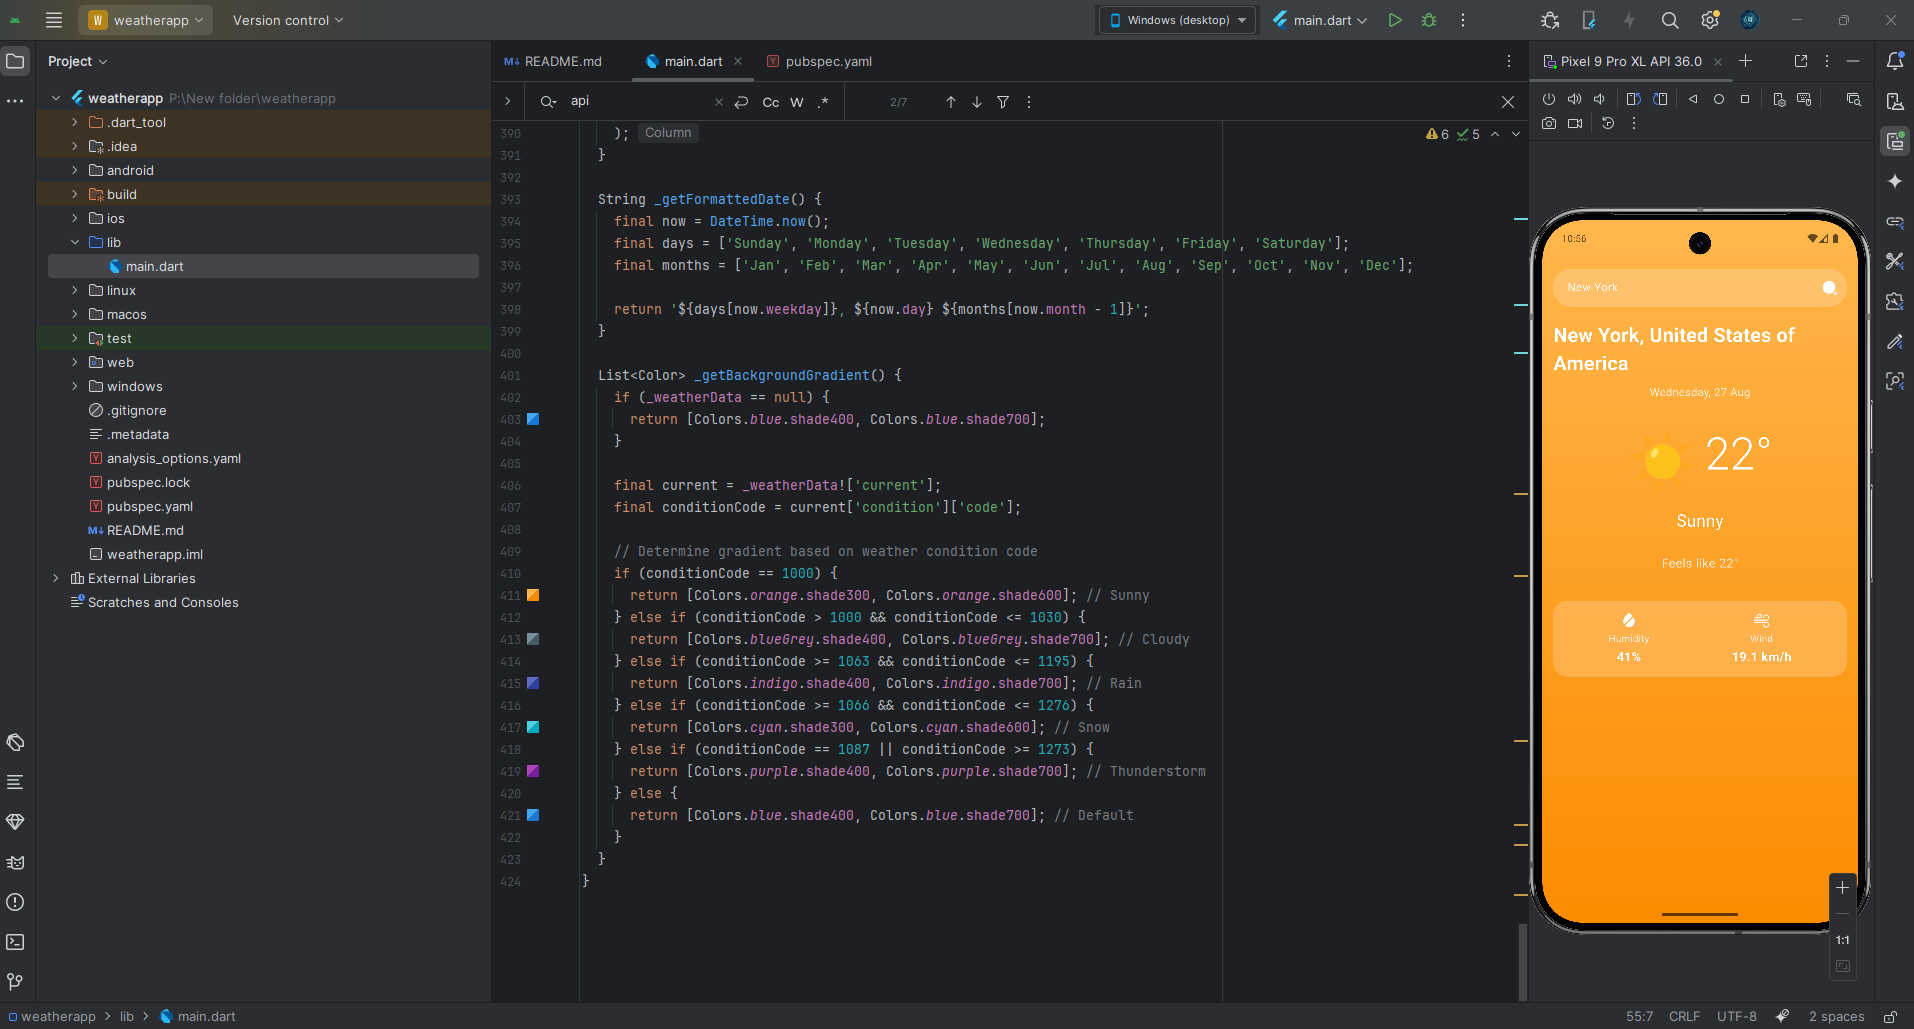 W weatherapp Version control Windows (desktop) main.dart
Project
weatherapp P:\New folder\weatherapp
.dart_tool
.idea
android
build
ios
lib
main.dart
linux
macos
test
web
windows
.gitignore
.metadata
analysis_options.yaml
pubspec.lock
pubspec.yaml
README.md
weatherapp.iml
External Libraries
Scratches and Consoles
README.md main.dart pubspec.yaml
api Cc W .* 2/7
6 5
390 ); Column
391 }
392
393 String _getFormattedDate() {
394 final now = DateTime.now();
395 final days = ['Sunday', 'Monday', 'Tuesday', 'Wednesday', 'Thursday', 'Friday', 'Saturday'];
396 final months = ['Jan', 'Feb', 'Mar', 'Apr', 'May', 'Jun', 'Jul', 'Aug', 'Sep', 'Oct', 'Nov', 'Dec'];
397
398 return '${days[now.weekday]}, ${now.day} ${months[now.month - 1]}';
399 }
400
401 List<Color> _getBackgroundGradient() {
402 if (_weatherData == null) {
403 return [Colors.blue.shade400, Colors.blue.shade700];
404 }
405
406 final current = _weatherData!['current'];
407 final conditionCode = current['condition']['code'];
408
409 // Determine gradient based on weather condition code
410 if (conditionCode == 1000) {
411 return [Colors.orange.shade300, Colors.orange.shade600]; // Sunny
412 } else if (conditionCode > 1000 && conditionCode <= 1030) {
413 return [Colors.blueGrey.shade400, Colors.blueGrey.shade700]; // Cloudy
414 } else if (conditionCode >= 1063 && conditionCode <= 1195) {
415 return [Colors.indigo.shade400, Colors.indigo.shade700]; // Rain
416 } else if (conditionCode >= 1066 && conditionCode <= 1276) {
417 return [Colors.cyan.shade300, Colors.cyan.shade600]; // Snow
418 } else if (conditionCode == 1087 || conditionCode >= 1273) {
419 return [Colors.purple.shade400, Colors.purple.shade700]; // Thunderstorm
420 } else {
421 return [Colors.blue.shade400, Colors.blue.shade700]; // Default
422 }
423 }
424 }
Pixel 9 Pro XL API 36.0
10:56
New York
New York, United States of
America
Wednesday, 27 Aug
22°
Sunny
Feels like 22°
Humidity Wind
41% 19.1 km/h
1:1
weatherapp > lib > main.dart
55:7 CRLF UTF-8 2 spaces